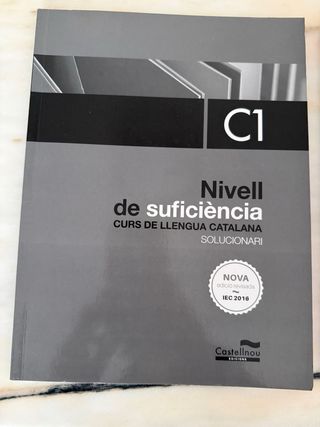 C1
Nivell
de suficiència
CURS DE LLENGUA CATALANA
SOLUCIONARI
NOVA
edició revisada
IEC 2016
Castellnou
EDICIONS